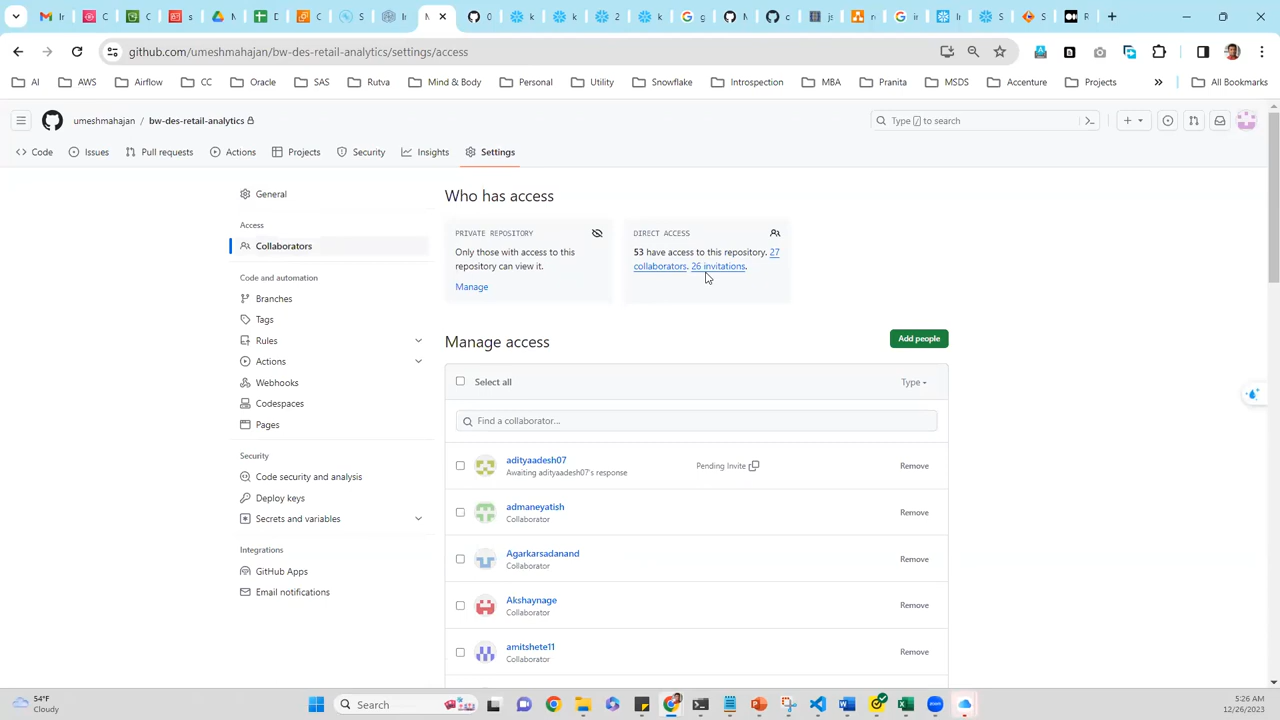 github.com/umeshmahajan/bw-des-retail-analytics/settings/access
AI AWS Airflow CC Oracle SAS Rutva Mind & Body Personal Utility Snowflake Introspection MBA Pranita MSDS Accenture Projects » All Bookmarks
umeshmahajan / bw-des-retail-analytics
Type / to search
Code Issues Pull requests Actions Projects Security Insights Settings
General
Access
Collaborators
Code and automation
Branches
Tags
Rules
Actions
Webhooks
Codespaces
Pages
Security
Code security and analysis
Deploy keys
Secrets and variables
Integrations
GitHub Apps
Email notifications
Who has access
PRIVATE REPOSITORY
Only those with access to this
repository can view it.
Manage
DIRECT ACCESS
53 have access to this repository. 27
collaborators. 26 invitations.
Manage access
Add people
Select all
Type
Find a collaborator...
adityaadesh07
Awaiting adityaadesh07's response
Pending Invite
Remove
admaneyatish
Collaborator
Remove
Agarkarsadanand
Collaborator
Remove
Akshaynage
Collaborator
Remove
amitshete11
Collaborator
Remove
54°F
Cloudy
Search
5:26 AM
12/26/2023